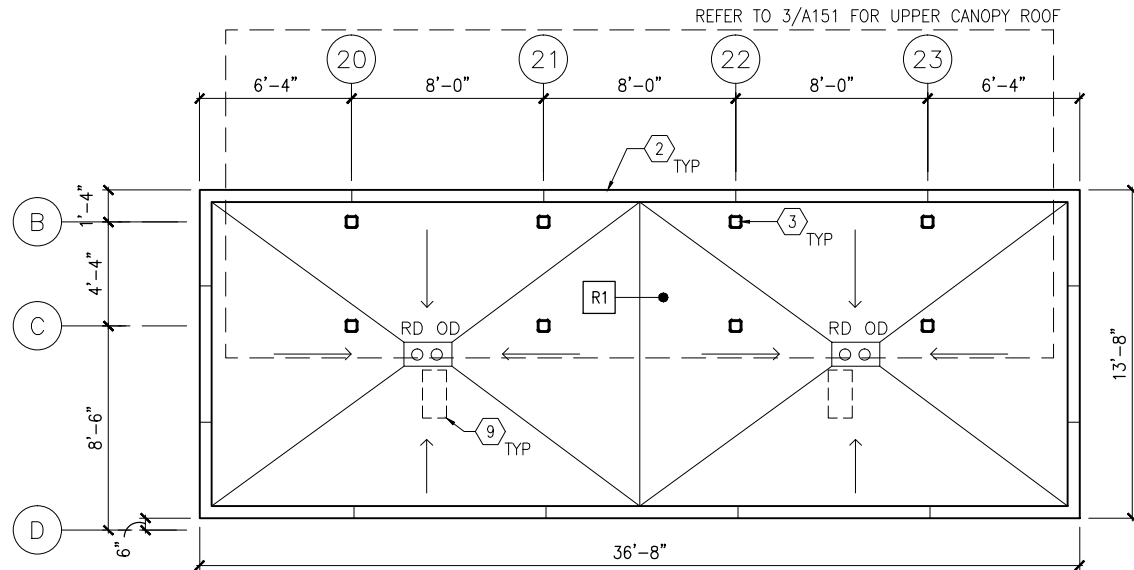 REFER TO 3/A151 FOR UPPER CANOPY ROOF
20 21 22 23
6'-4" 8'-0" 8'-0" 8'-0" 6'-4"
2 TYP
1'-4"
B
3 TYP
4'-4"
R1
C
RD OD RD OD
13'-8"
8'-6"
9 TYP
D
6"
36'-8"